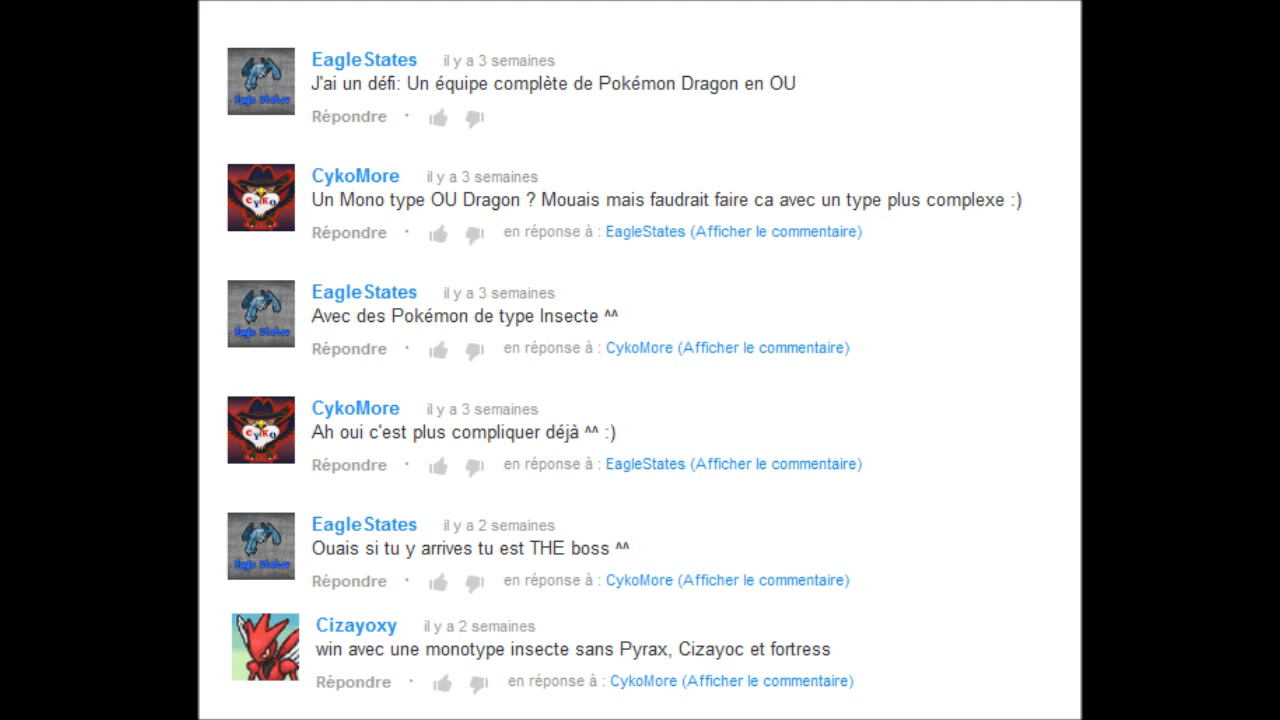 EagleStates il y a 3 semaines
J'ai un défi: Un équipe complète de Pokémon Dragon en OU
Répondre ·
CykoMore il y a 3 semaines
Un Mono type OU Dragon ? Mouais mais faudrait faire ca avec un type plus complexe :)
Répondre · en réponse à : EagleStates (Afficher le commentaire)
EagleStates il y a 3 semaines
Avec des Pokémon de type Insecte ^^
Répondre · en réponse à : CykoMore (Afficher le commentaire)
CykoMore il y a 3 semaines
Ah oui c'est plus compliquer déjà ^^ :)
Répondre · en réponse à : EagleStates (Afficher le commentaire)
EagleStates il y a 2 semaines
Ouais si tu y arrives tu est THE boss ^^
Répondre · en réponse à : CykoMore (Afficher le commentaire)
Cizayoxy il y a 2 semaines
win avec une monotype insecte sans Pyrax, Cizayoc et fortress
Répondre · en réponse à : CykoMore (Afficher le commentaire)